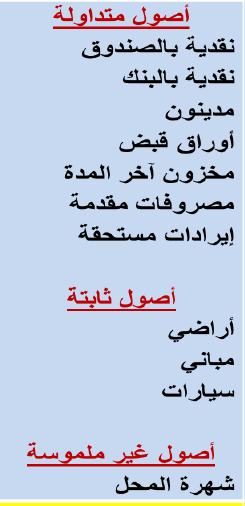 أصول متداولة
نقدية بالصندوق
نقدية بالبنك
مدينون
أوراق قبض
مخزون آخر المدة
مصروفات مقدمة
إيرادات مستحقة
أصول ثابتة
أراضي
مباني
سيارات
أصول غير ملموسة
شهرة المحل